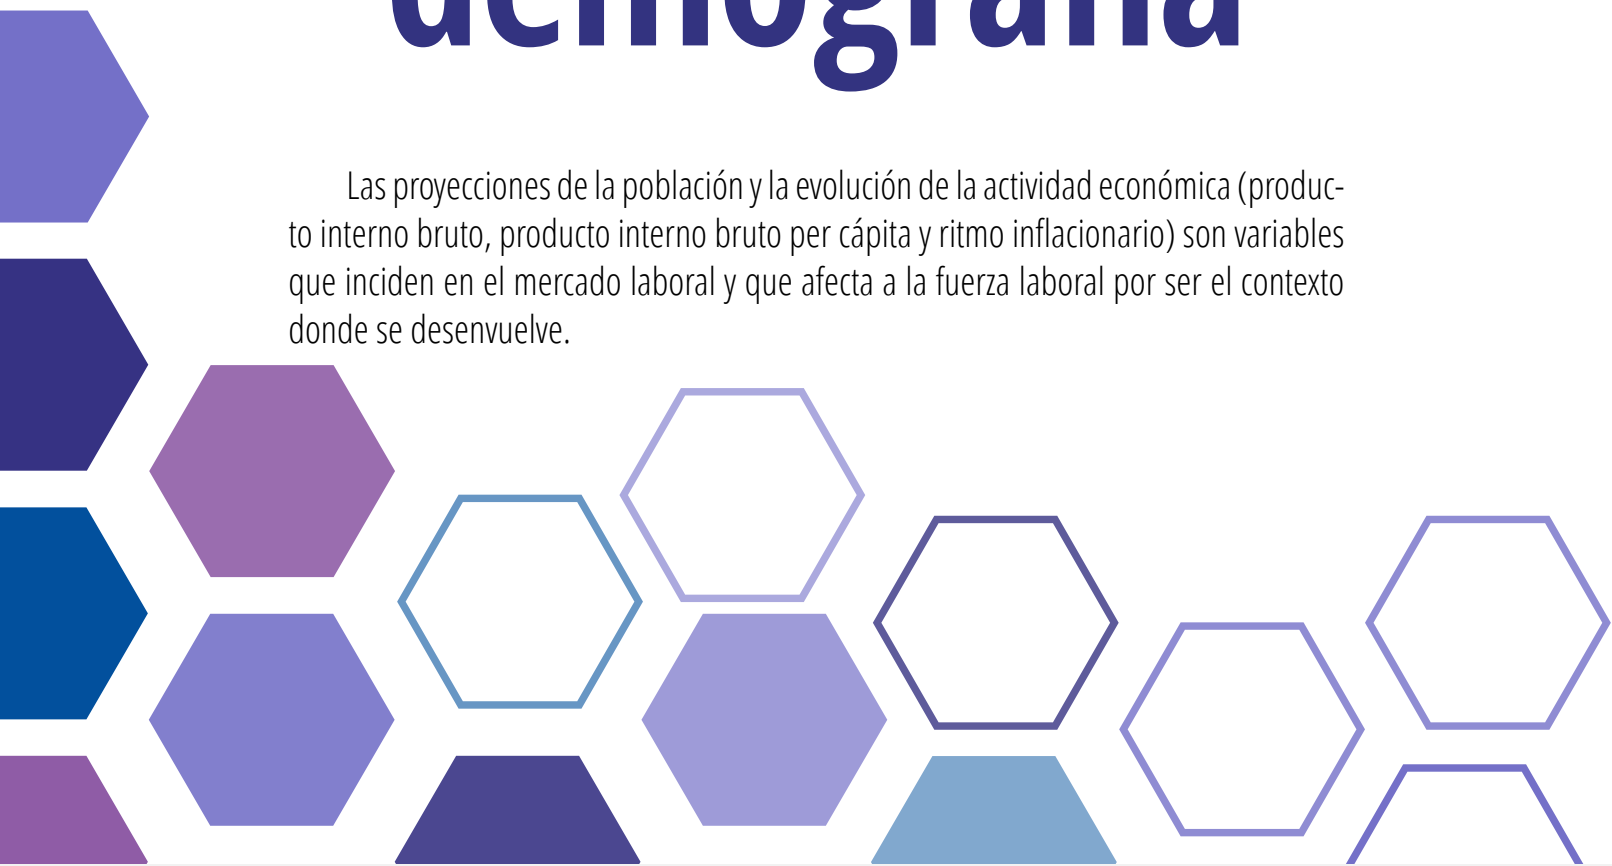 demografía
Las proyecciones de la población y la evolución de la actividad económica (produc-
to interno bruto, producto interno bruto per cápita y ritmo inflacionario) son variables
que inciden en el mercado laboral y que afecta a la fuerza laboral por ser el contexto
donde se desenvuelve.